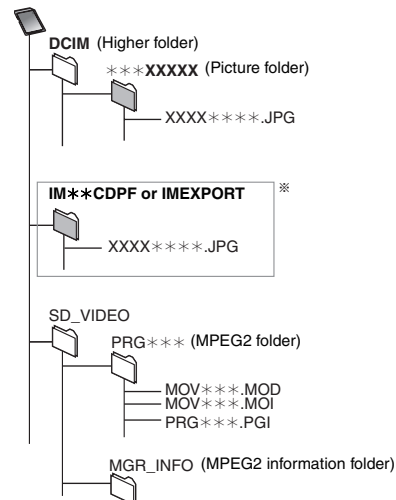 DCIM (Higher folder)
***XXXXX (Picture folder)
XXXX****.JPG
IM**CDPF or IMEXPORT ※
XXXX****.JPG
SD_VIDEO
PRG*** (MPEG2 folder)
MOV***.MOD
MOV***.MOI
PRG***.PGI
MGR_INFO (MPEG2 information folder)